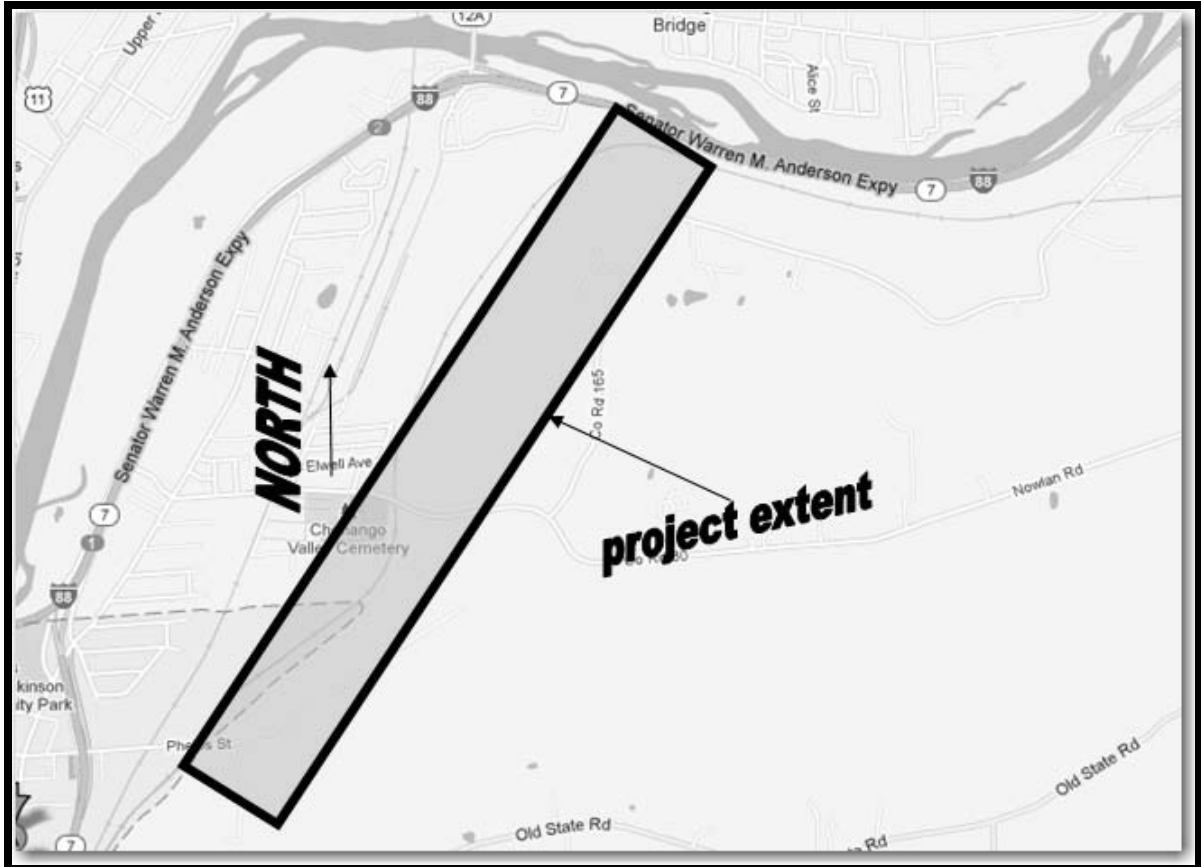 12A
Bridge
Upper
11
88
7
Alice St
2
Senator Warren M. Anderson Expy
7
88
Senator Warren M. Anderson Expy
NORTH
Co Rd 165
Elwell Ave
Nowlan Rd
project extent
7
Valley Cemetery
1
88
kinson
ity Park
St
Old State Rd
Old State Rd
Rd
7